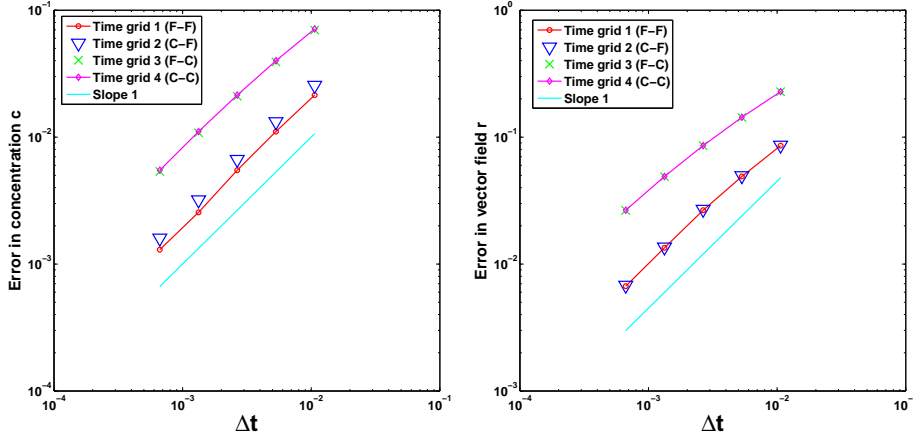 Time grid 1 (F−F)
Time grid 2 (C−F)
Time grid 3 (F−C)
Time grid 4 (C−C)
Slope 1
10^-1
10^-2
10^-3
10^-4
Error in concentration c
10^-4
10^-3
10^-2
10^-1
Δt
Time grid 1 (F−F)
Time grid 2 (C−F)
Time grid 3 (F−C)
Time grid 4 (C−C)
Slope 1
10^0
10^-1
10^-2
10^-3
Error in vector field r
10^-4
10^-3
10^-2
10^-1
Δt